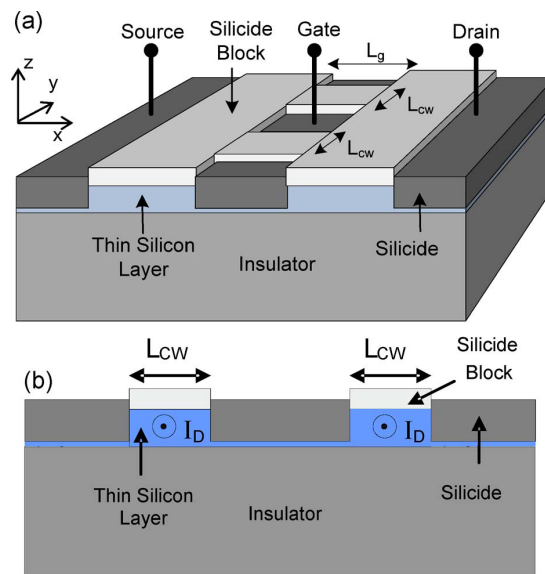 (a)
Source
Silicide
Block
Gate
Drain
Lg
z
y
x
Lcw
Lcw
Thin Silicon
Layer
Insulator
Silicide
(b)
LCW
LCW
Silicide
Block
ID
ID
Thin Silicon
Layer
Insulator
Silicide